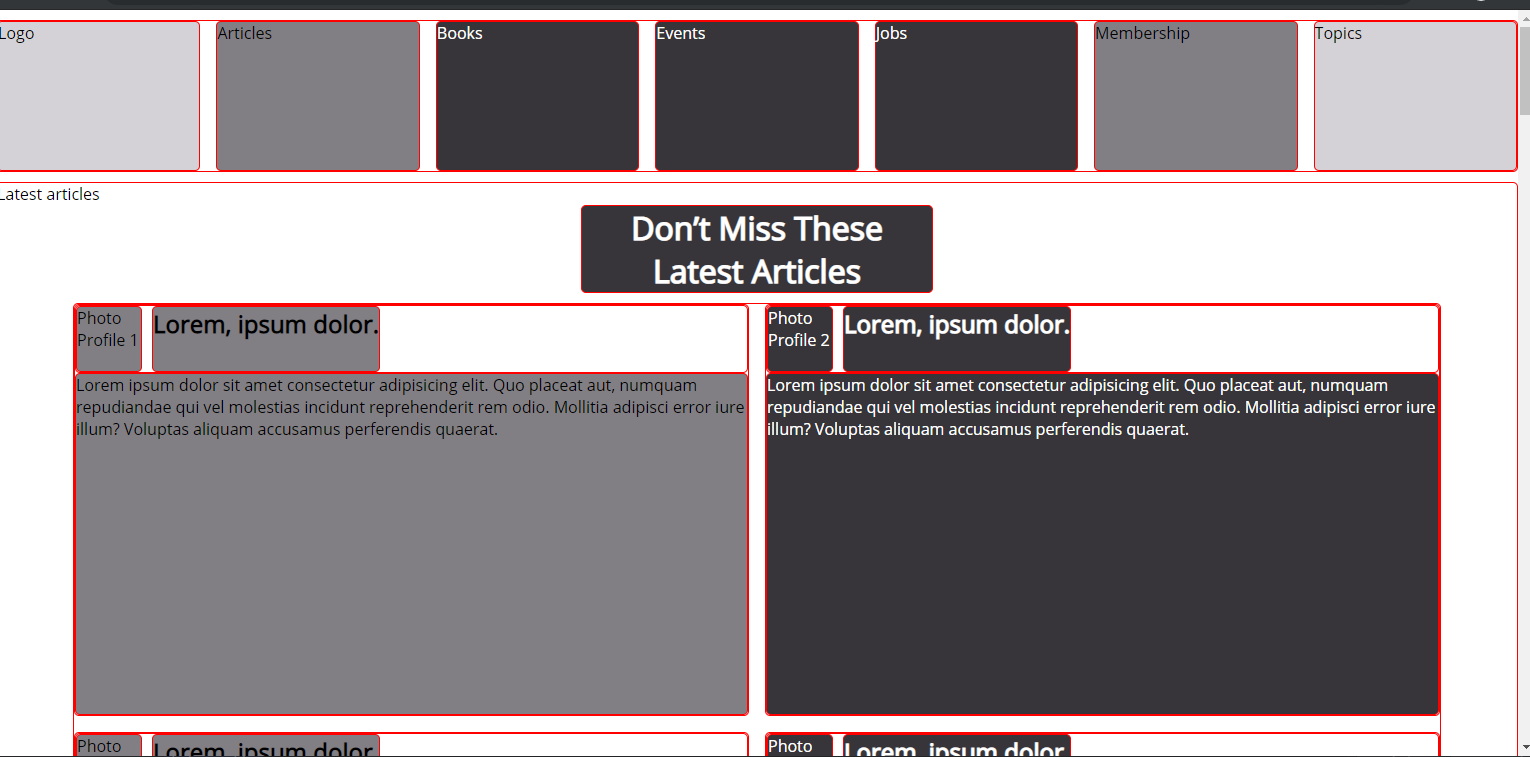 Logo
Articles
Books
Events
Jobs
Membership
Topics
Latest articles
Don’t Miss These
Latest Articles
Photo
Profile 1
Lorem, ipsum dolor.
Lorem ipsum dolor sit amet consectetur adipisicing elit. Quo placeat aut, numquam
repudiandae qui vel molestias incidunt reprehenderit rem odio. Mollitia adipisci error iure
illum? Voluptas aliquam accusamus perferendis quaerat.
Photo
Profile 2
Lorem, ipsum dolor.
Lorem ipsum dolor sit amet consectetur adipisicing elit. Quo placeat aut, numquam
repudiandae qui vel molestias incidunt reprehenderit rem odio. Mollitia adipisci error iure
illum? Voluptas aliquam accusamus perferendis quaerat.
Photo
Lorem, ipsum dolor.
Photo
Lorem, ipsum dolor.